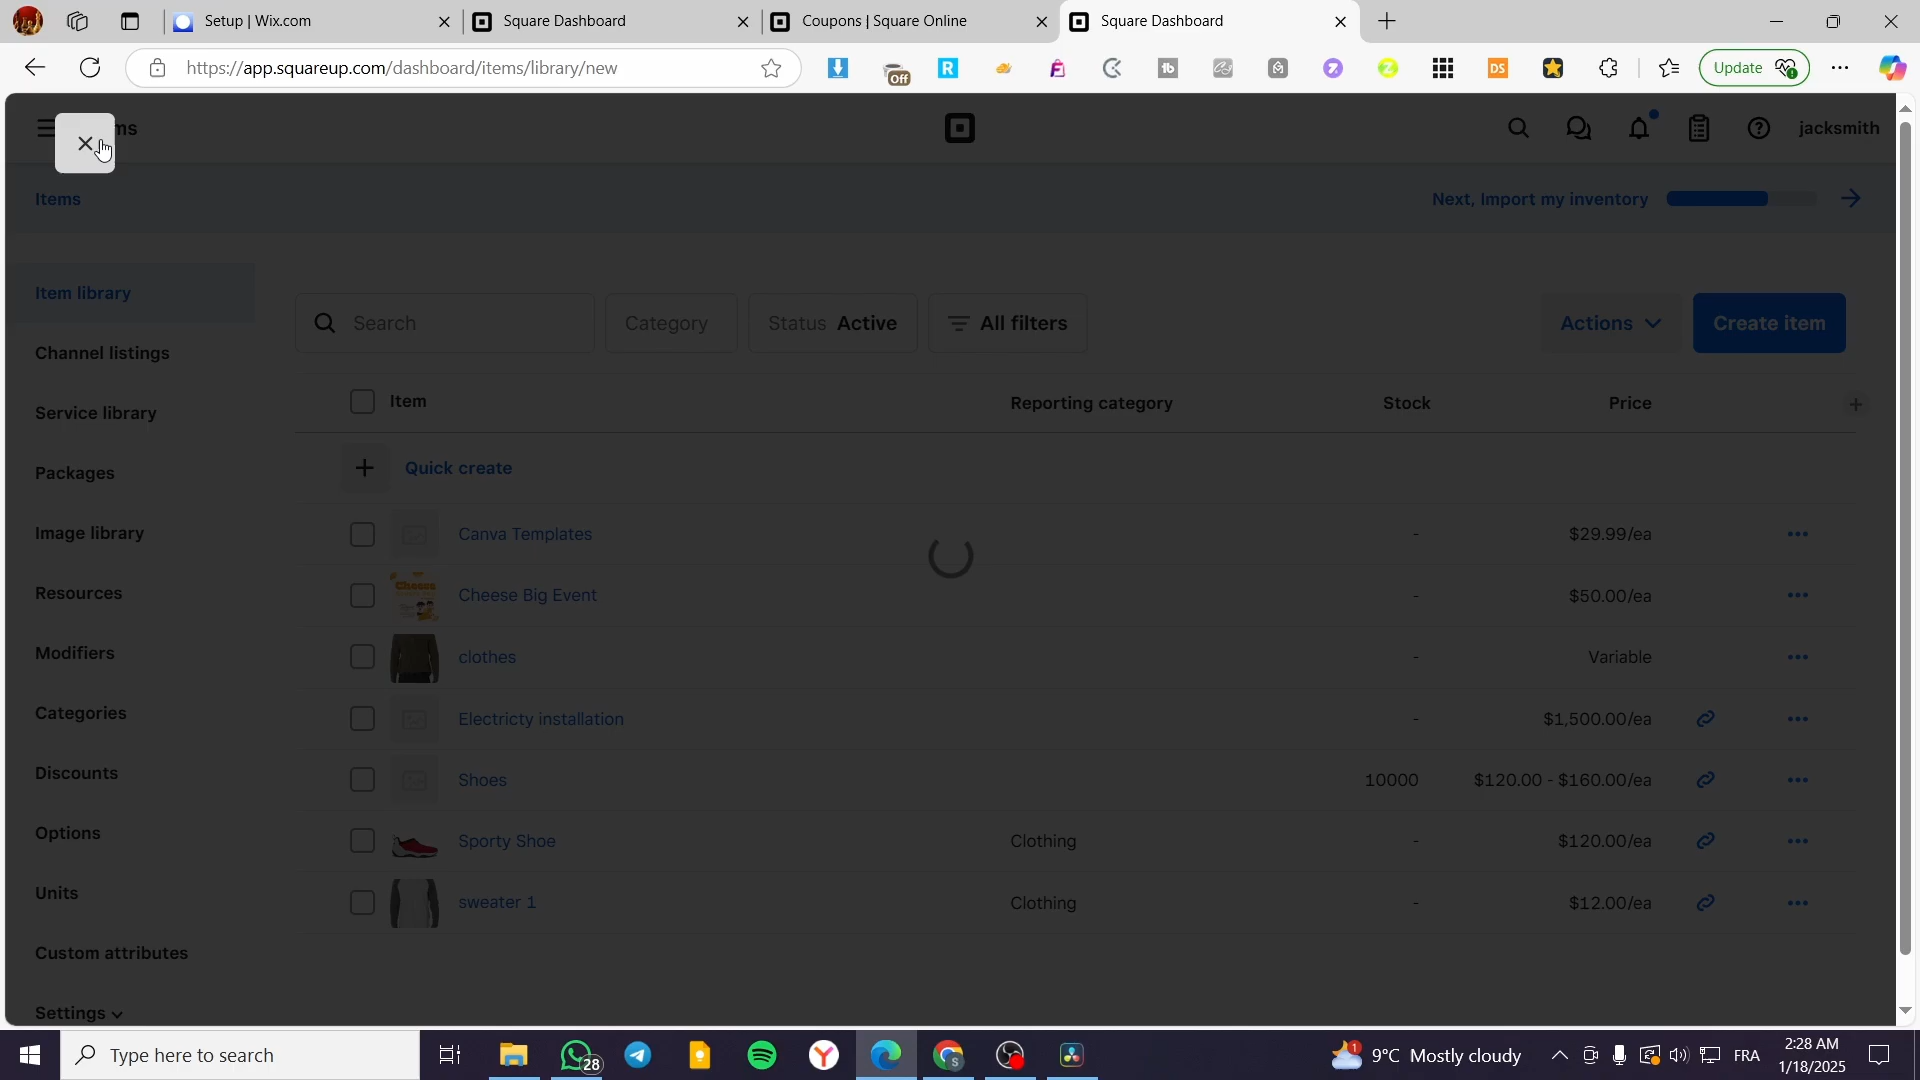 Setup | Wix.com
Square Dashboard
Coupons | Square Online
Square Dashboard
https://app.squareup.com/dashboard/items/library/new
Off
R
tb
DS
Update
ms
jacksmith
Items
Next, Import my inventory
Item library
Channel listings
Service library
Packages
Image library
Resources
Modifiers
Categories
Discounts
Options
Units
Custom attributes
Settings
Search
Category
Status Active
All filters
Actions
Create item
Item
Reporting category
Stock
Price
+
Quick create
Canva Templates - $29.99/ea
Cheese Big Event - $50.00/ea
clothes - Variable
Electricty installation - $1,500.00/ea
Shoes 10000 $120.00 - $160.00/ea
Sporty Shoe Clothing - $120.00/ea
sweater 1 Clothing - $12.00/ea
Type here to search
28
1
9°C Mostly cloudy
FRA
2:28 AM
1/18/2025